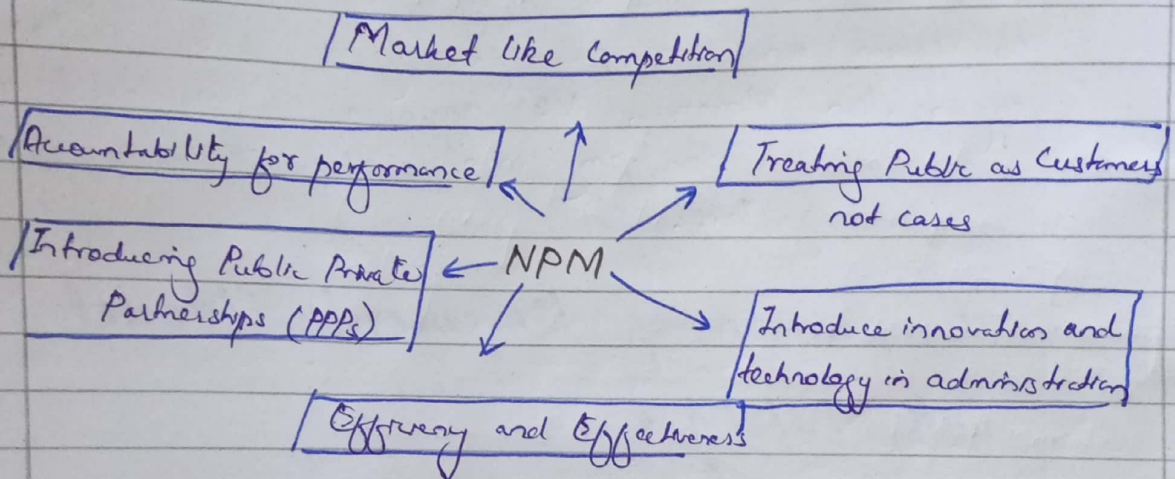 Market like Competition
Accountability for performance
Treating Public as Customers
not cases
Introducing Public Private
Partnerships (PPPs)
NPM
Introduce innovation and
technology in administration
Efficiency and Effectiveness